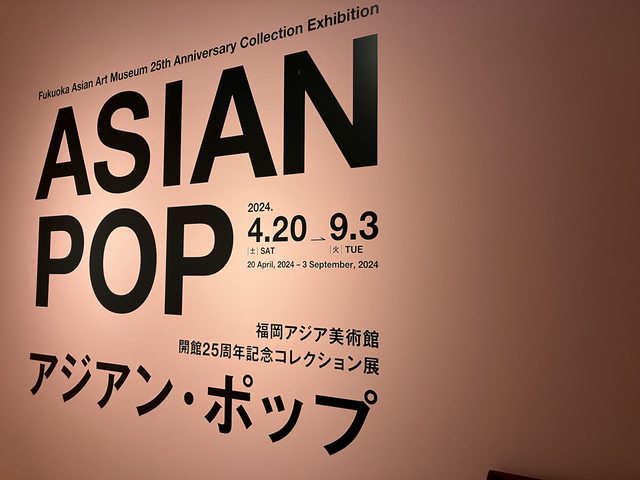 Fukuoka Asian Art Museum 25th Anniversary Collection Exhibition
ASIAN
POP
2024.
4.20 → 9.3
土 SAT 火 TUE
20 April, 2024 – 3 September, 2024
福岡アジア美術館
開館25周年記念コレクション展
アジアン・ポップ